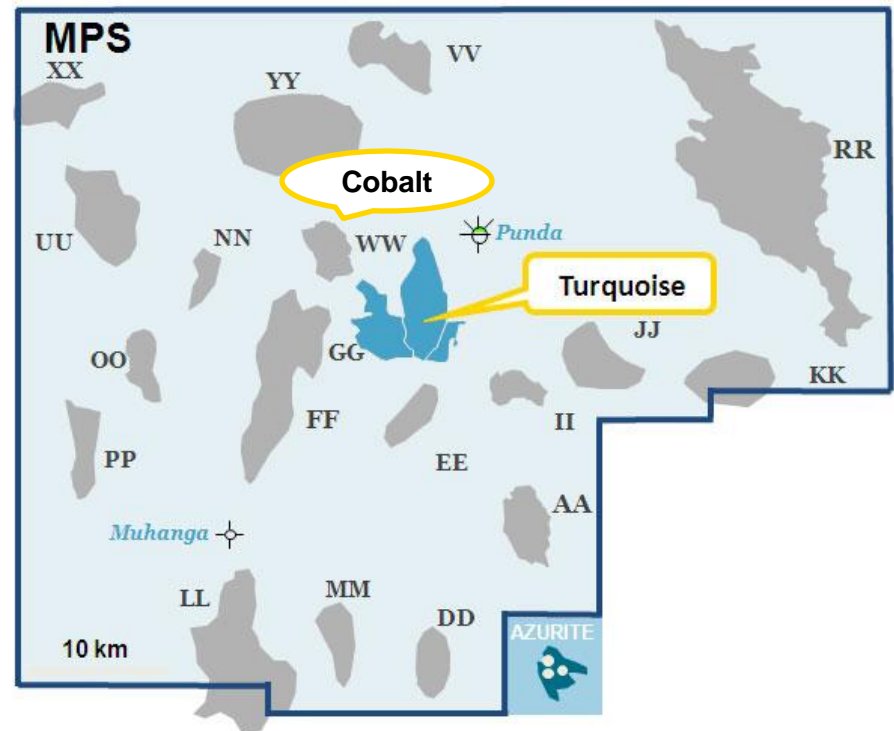 MPS
XX
VV
YY
RR
Cobalt
UU
NN
WW
Punda
Turquoise
JJ
OO
GG
KK
FF
II
PP
EE
AA
Muhanga
LL
MM
DD
AZURITE
10 km